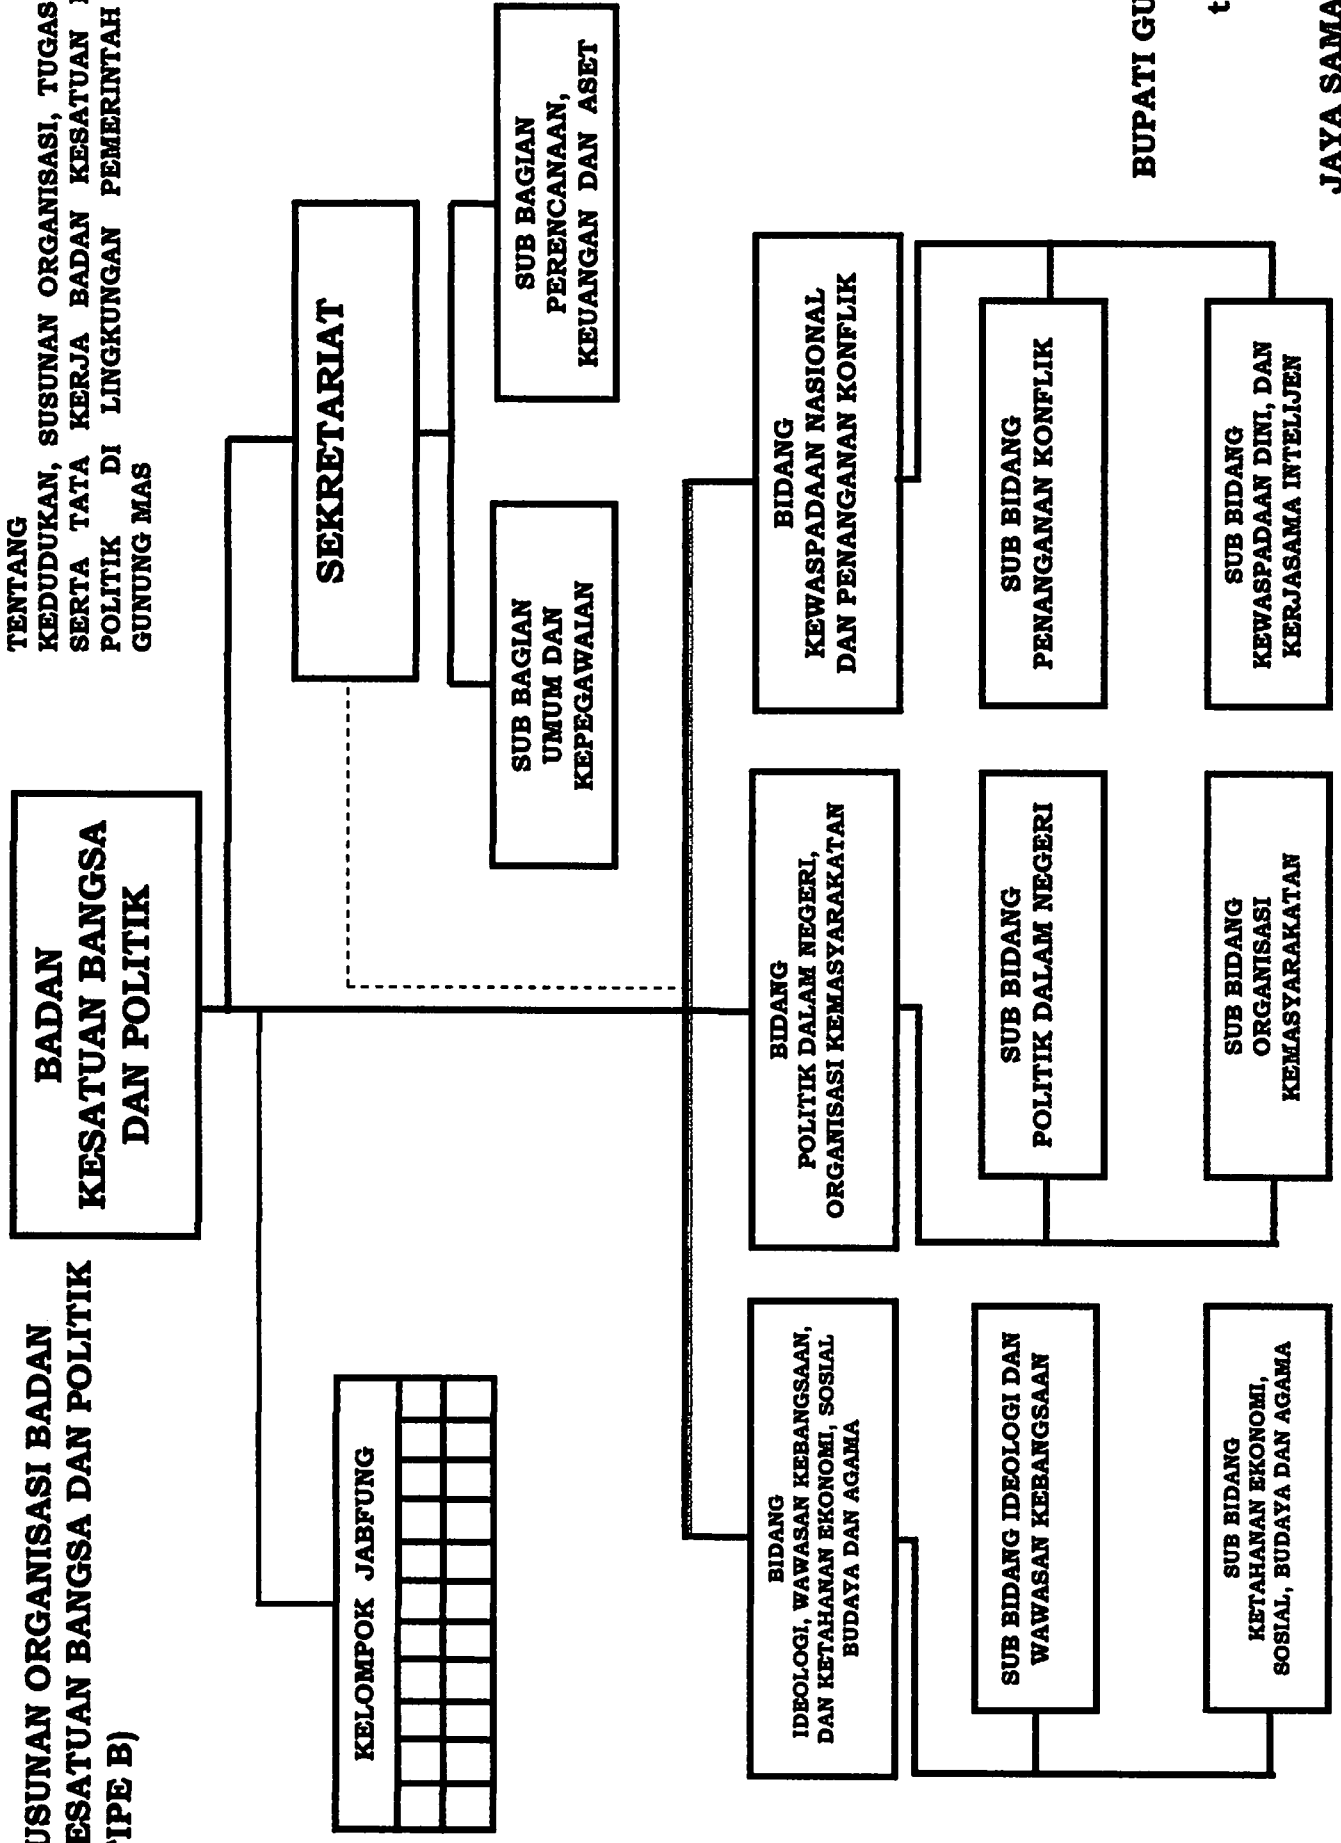 USUNAN ORGANISASI BADAN
ESATUAN BANGSA DAN POLITIK
TIPE B)
TENTANG
KEDUDUKAN, SUSUNAN ORGANISASI, TUGAS
SERTA TATA KERJA BADAN KESATUAN
POLITIK DI LINGKUNGAN PEMERINTAH
GUNUNG MAS
BADAN
KESATUAN BANGSA
DAN POLITIK
SEKRETARIAT
KELOMPOK JABFUNG
SUB BAGIAN
UMUM DAN
KEPEGAWAIAN
SUB BAGIAN
PERENCANAAN,
KEUANGAN DAN ASET
BIDANG
IDEOLOGI, WAWASAN KEBANGSAAN,
DAN KETAHANAN EKONOMI, SOSIAL
BUDAYA DAN AGAMA
BIDANG
POLITIK DALAM NEGERI,
ORGANISASI KEMASYARAKATAN
BIDANG
KEWASPADAAN NASIONAL
DAN PENANGANAN KONFLIK
SUB BIDANG IDEOLOGI DAN
WAWASAN KEBANGSAAN
SUB BIDANG
POLITIK DALAM NEGERI
SUB BIDANG
PENANGANAN KONFLIK
SUB BIDANG
KETAHANAN EKONOMI,
SOSIAL, BUDAYA DAN AGAMA
SUB BIDANG
ORGANISASI
KEMASYARAKATAN
SUB BIDANG
KEWASPADAAN DINI, DAN
KERJASAMA INTELIJEN
BUPATI GU
t
JAYA SAMA